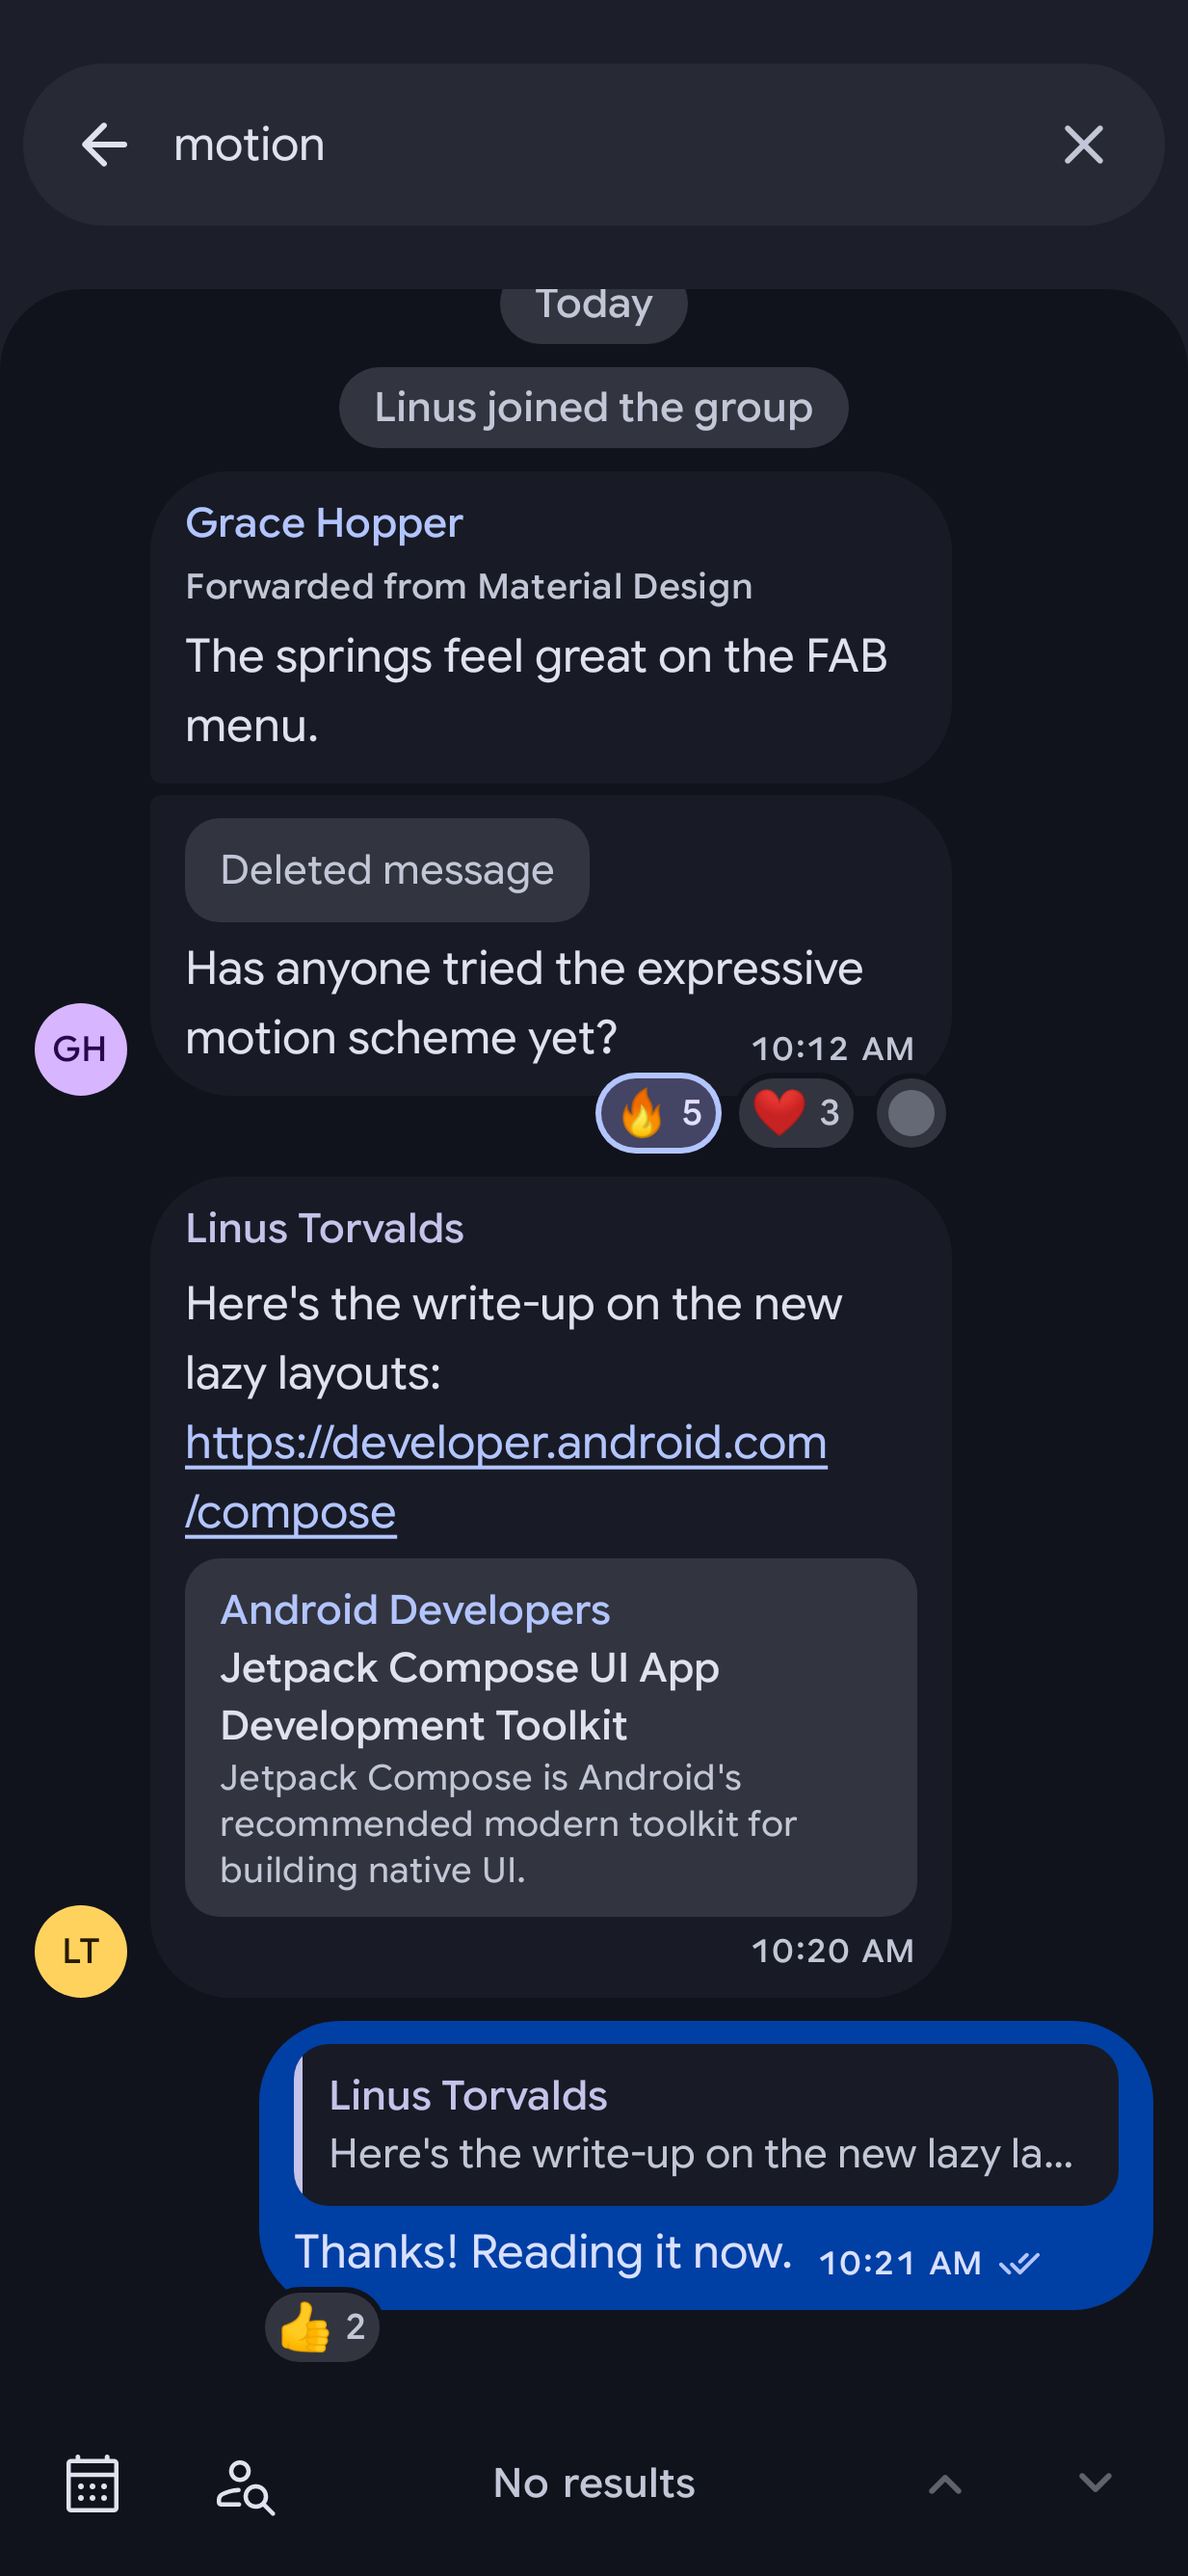 motion
Today
Linus joined the group
Grace Hopper
Forwarded from Material Design
The springs feel great on the FAB
menu.
Deleted message
Has anyone tried the expressive
motion scheme yet?
10:12 AM
GH
🔥 5
❤️ 3
Linus Torvalds
Here's the write-up on the new
lazy layouts:
https://developer.android.com
/compose
Android Developers
Jetpack Compose UI App
Development Toolkit
Jetpack Compose is Android's
recommended modern toolkit for
building native UI.
LT
10:20 AM
Linus Torvalds
Here's the write-up on the new lazy la...
Thanks! Reading it now.
10:21 AM
👍 2
No results